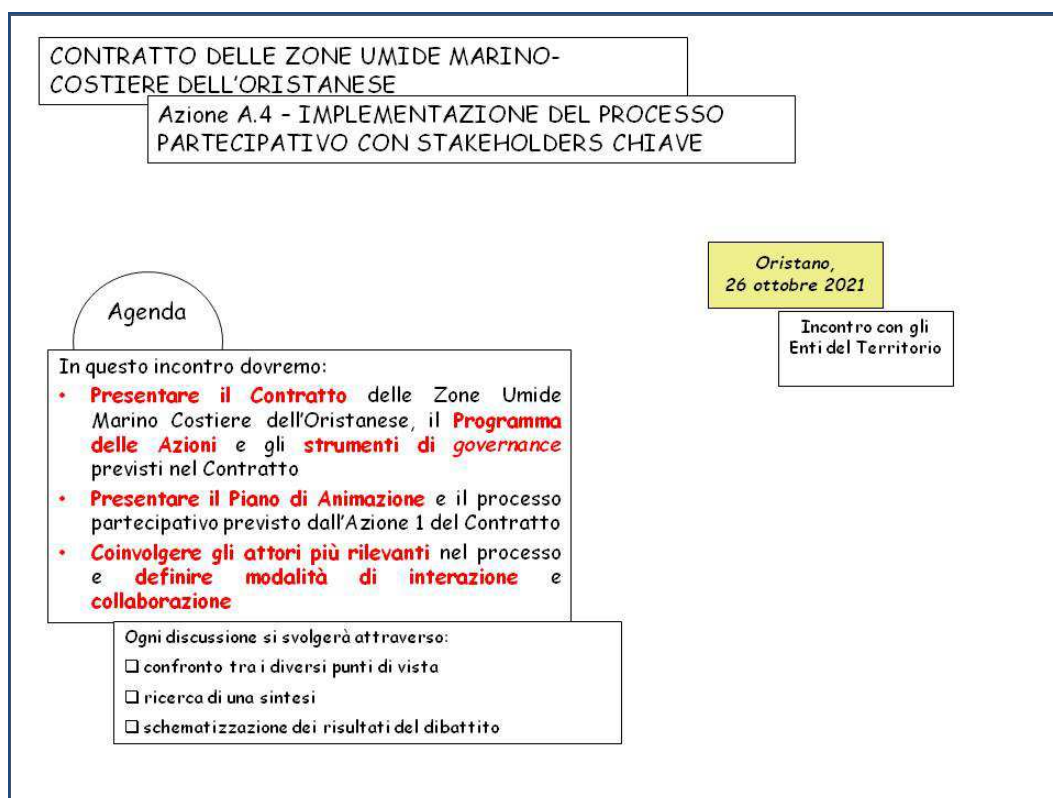 CONTRATTO DELLE ZONE UMIDE MARINO-
COSTIERE DELL'ORISTANESE
Azione A.4 - IMPLEMENTAZIONE DEL PROCESSO
PARTECIPATIVO CON STAKEHOLDERS CHIAVE
Oristano,
26 ottobre 2021
Incontro con gli
Enti del Territorio
Agenda
In questo incontro dovremo:
• Presentare il Contratto delle Zone Umide
Marino Costiere dell'Oristanese, il Programma
delle Azioni e gli strumenti di governance
previsti nel Contratto
• Presentare il Piano di Animazione e il processo
partecipativo previsto dall'Azione 1 del Contratto
• Coinvolgere gli attori più rilevanti nel processo
e definire modalità di interazione e
collaborazione
Ogni discussione si svolgerà attraverso:
❑ confronto tra i diversi punti di vista
❑ ricerca di una sintesi
❑ schematizzazione dei risultati del dibattito